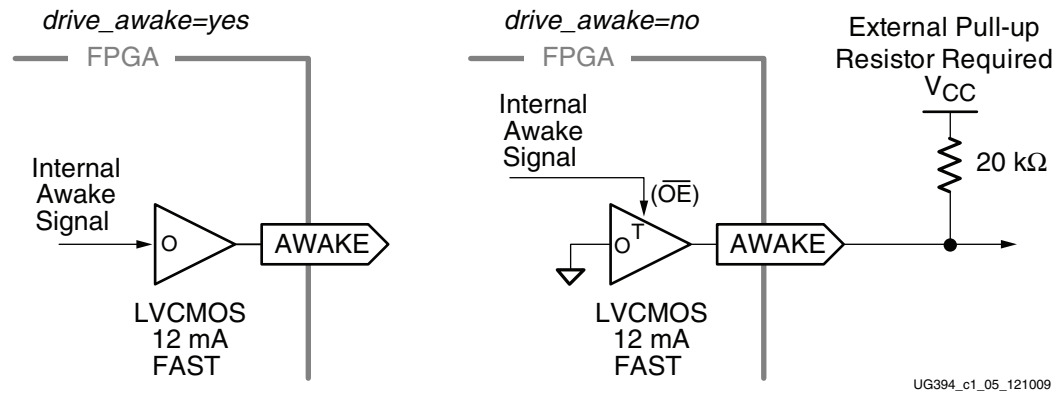 drive_awake=yes
FPGA
Internal
Awake
Signal
O
AWAKE
LVCMOS
12 mA
FAST
drive_awake=no
FPGA
Internal
Awake
Signal
(OE)
T
O
AWAKE
LVCMOS
12 mA
FAST
External Pull-up
Resistor Required
VCC
20 kΩ
UG394_c1_05_121009